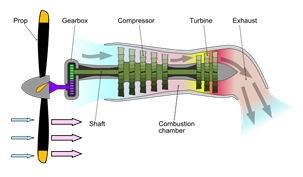 Prop
Gearbox
Compressor
Turbine
Exhaust
Shaft
Combustion
chamber